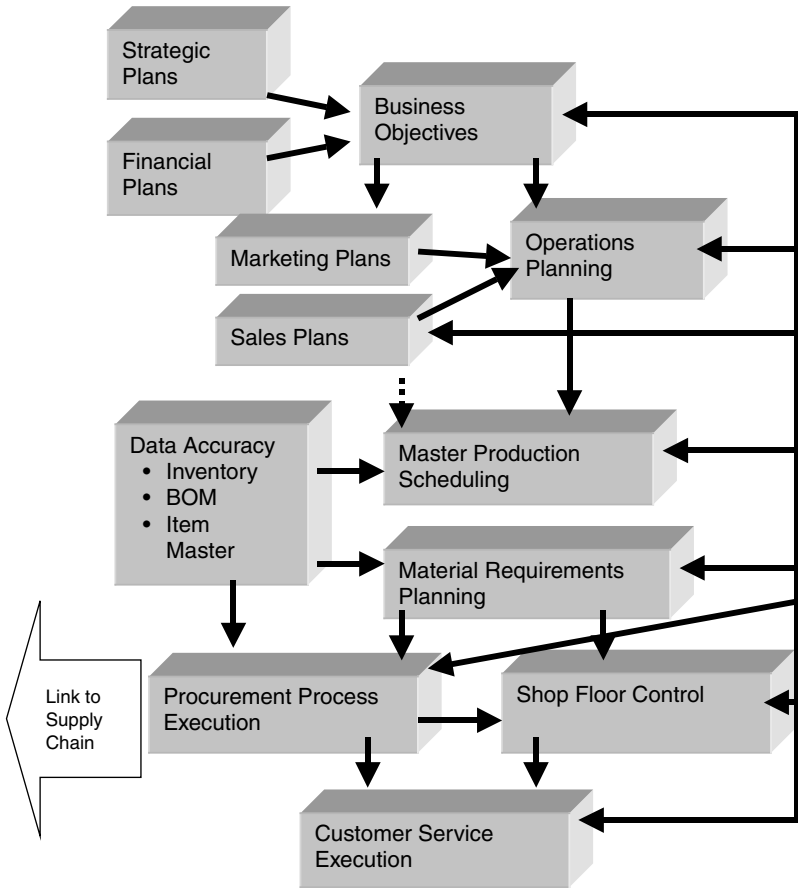 Strategic
Plans
Business
Objectives
Financial
Plans
Marketing Plans
Operations
Planning
Sales Plans
Data Accuracy
• Inventory
• BOM
• Item
Master
Master Production
Scheduling
Material Requirements
Planning
Link to
Supply
Chain
Procurement Process
Execution
Shop Floor Control
Customer Service
Execution